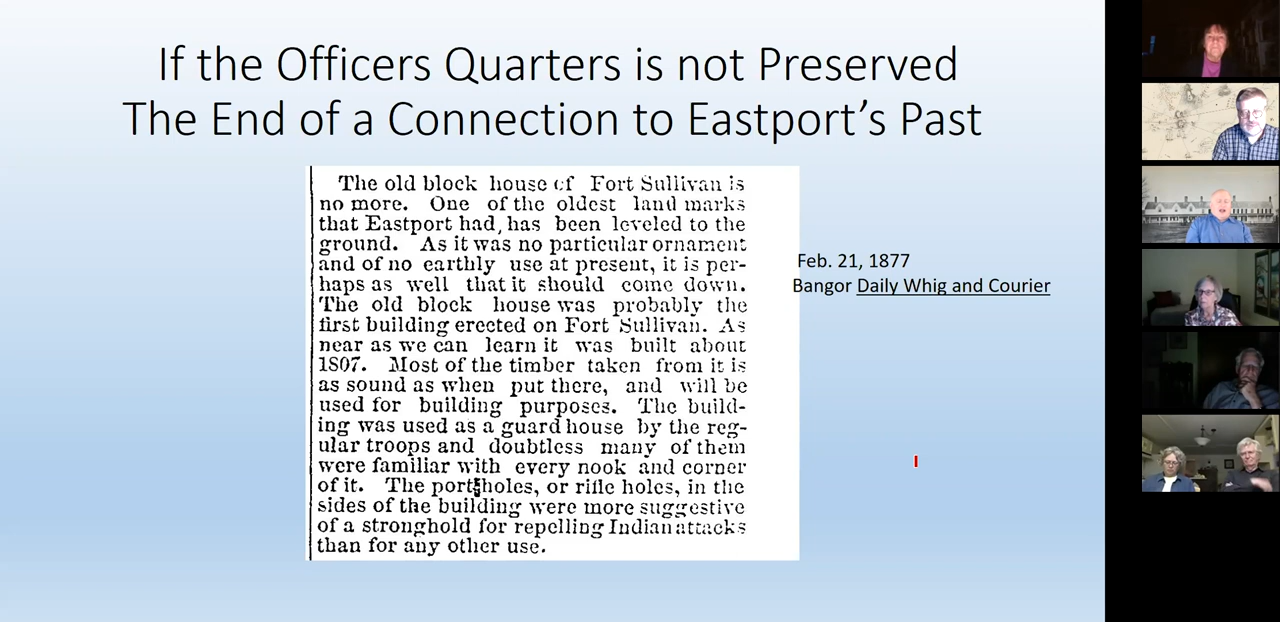 If the Officers Quarters is not Preserved
The End of a Connection to Eastport's Past
The old block house of Fort Sullivan is
no more. One of the oldest land marks
that Eastport had, has been leveled to the
ground. As it was no particular ornament
and of no earthly use at present, it is per-
haps as well that it should come down.
The old block house was probably the
first building erected on Fort Sullivan. As
near as we can learn it was built about
1807. Most of the timber taken from it is
as sound as when put there, and will be
used for building purposes. The build-
ing was used as a guard house by the reg-
ular troops and doubtless many of them
were familiar with every nook and corner
of it. The port-holes, or rifle holes, in the
sides of the building were more suggestive
of a stronghold for repelling Indian attacks
than for any other use.
Feb. 21, 1877
Bangor Daily Whig and Courier